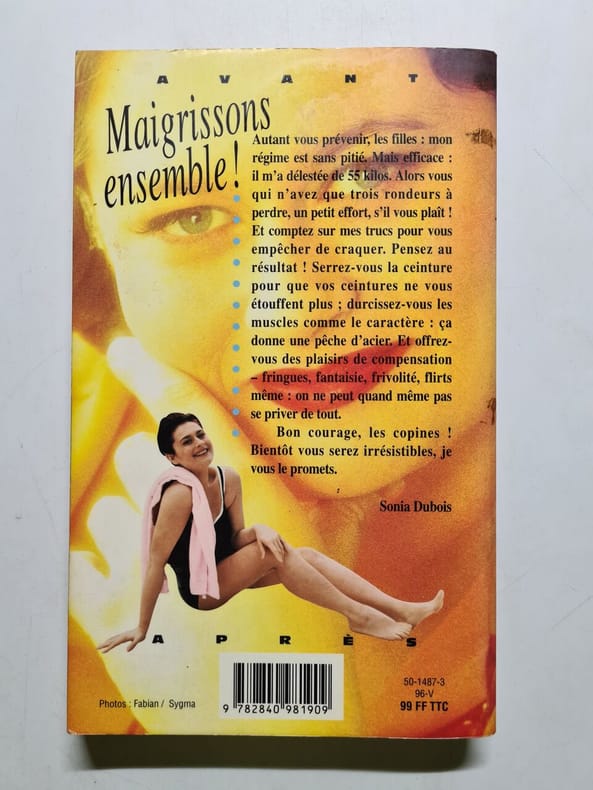 AVANT
Maigrissons
ensemble !
Autant vous prévenir, les filles : mon
régime est sans pitié. Mais efficace :
il m'a délestée de 55 kilos. Alors vous
qui n'avez que trois rondeurs à
perdre, un petit effort, s'il vous plaît !
Et comptez sur mes trucs pour vous
empêcher de craquer. Pensez au
résultat ! Serrez-vous la ceinture
pour que vos ceintures ne vous
étouffent plus ; durcissez-vous les
muscles comme le caractère : ça
donne une pêche d'acier. Et offrez-
vous des plaisirs de compensation
– fringues, fantaisie, frivolité, flirts
même : on ne peut quand même pas
se priver de tout.
Bon courage, les copines !
Bientôt vous serez irrésistibles, je
vous le promets.
Sonia Dubois
APRÈS
Photos : Fabian / Sygma
9 782840 981909
50-1487-3
96-V
99 FF TTC